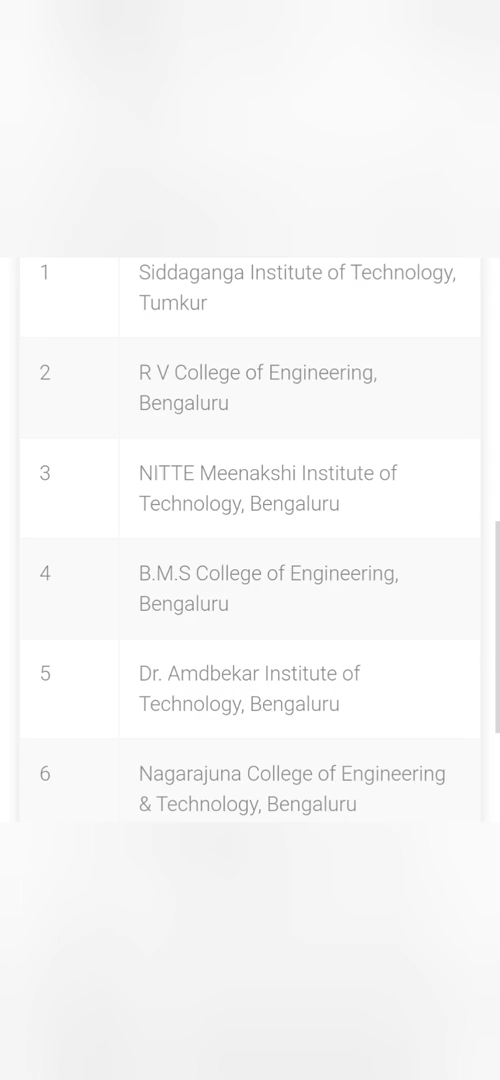 1 Siddaganga Institute of Technology,
Tumkur
2 R V College of Engineering,
Bengaluru
3 NITTE Meenakshi Institute of
Technology, Bengaluru
4 B.M.S College of Engineering,
Bengaluru
5 Dr. Amdbekar Institute of
Technology, Bengaluru
6 Nagarajuna College of Engineering
& Technology, Bengaluru